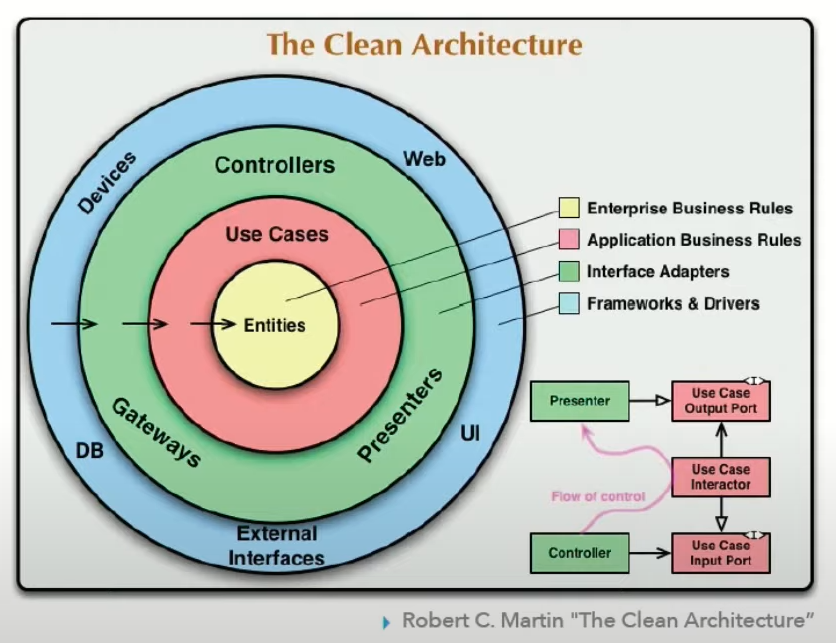 The Clean Architecture
Devices
Controllers
Web
Use Cases
Entities
Gateways
Presenters
DB
UI
External
Interfaces
Enterprise Business Rules
Application Business Rules
Interface Adapters
Frameworks & Drivers
Presenter
<I>
Use Case
Output Port
Use Case
Interactor
Flow of control
Controller
<I>
Use Case
Input Port
Robert C. Martin "The Clean Architecture”